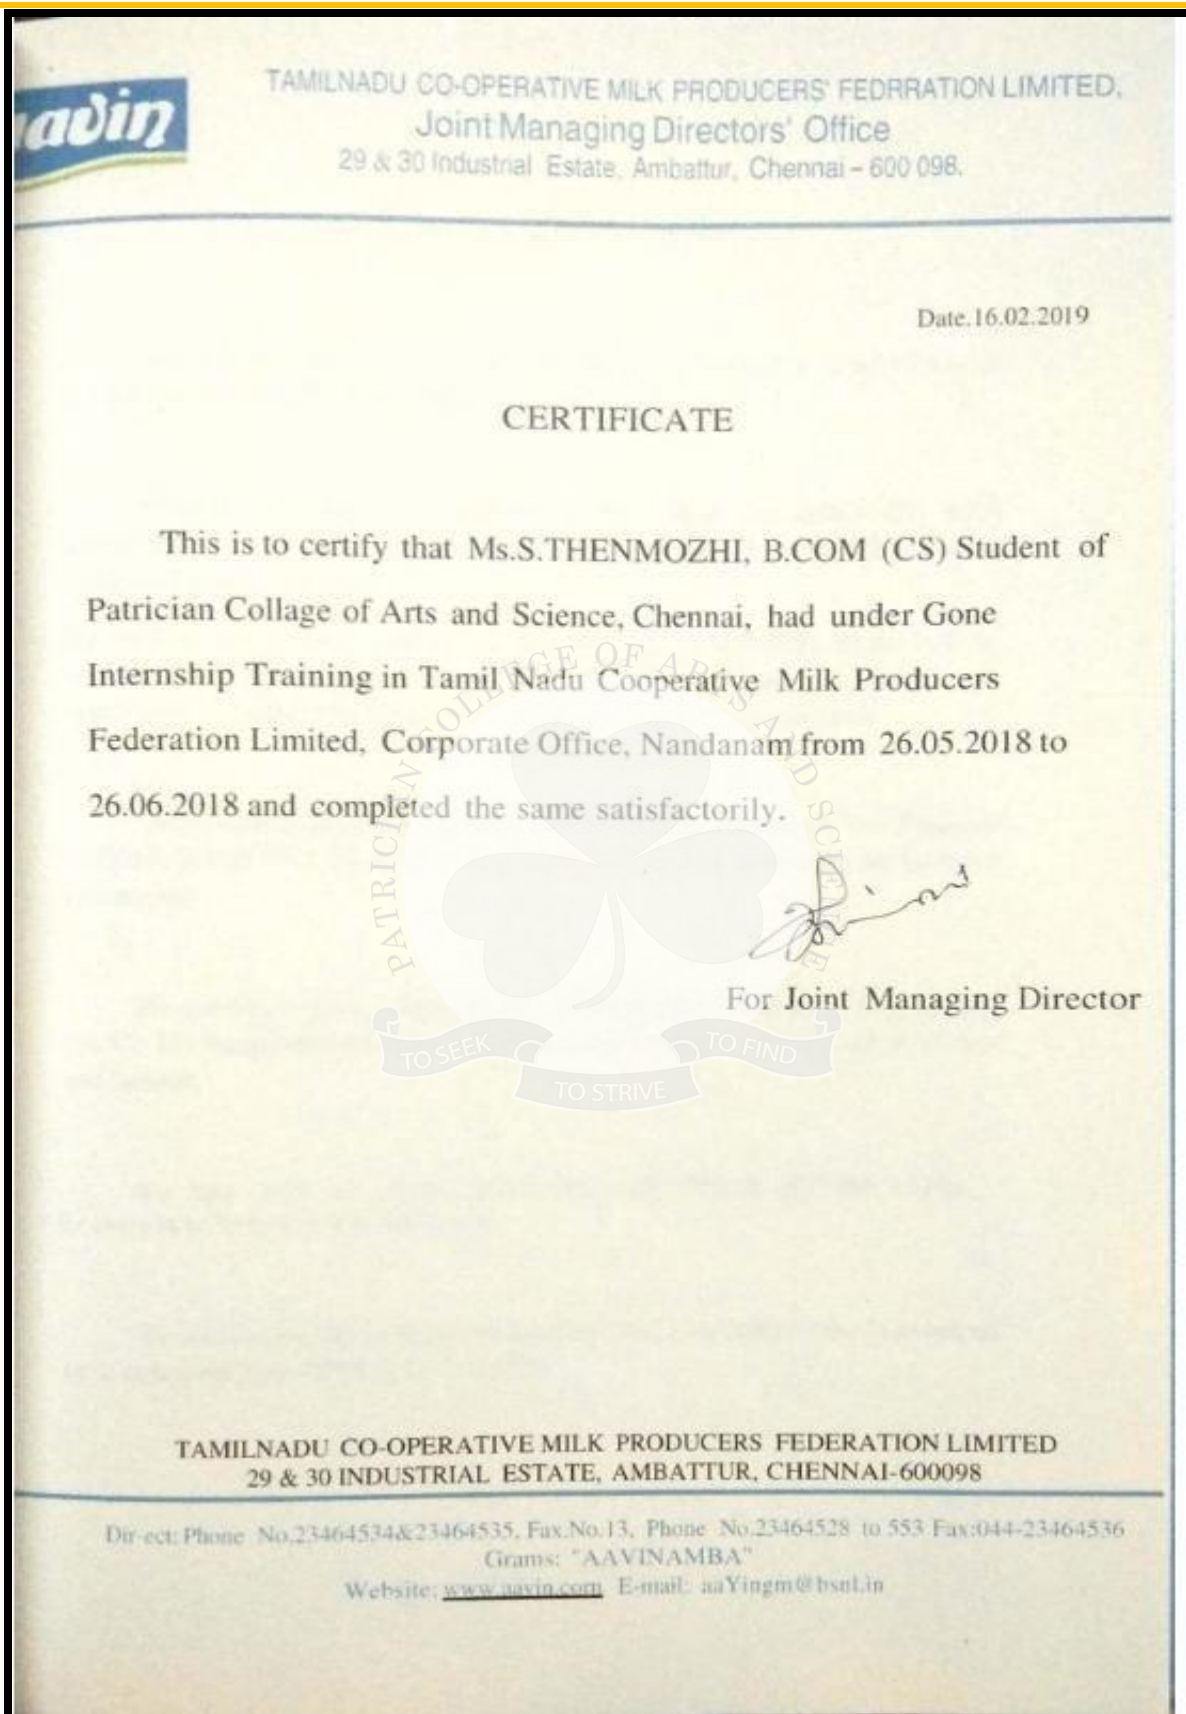 aavin
TAMILNADU CO-OPERATIVE MILK PRODUCERS' FEDRRATION LIMITED,
Joint Managing Directors' Office
29 & 30 Industrial Estate, Ambattur, Chennai – 600 098.
Date.16.02.2019
CERTIFICATE
This is to certify that Ms.S.THENMOZHI, B.COM (CS) Student of
Patrician Collage of Arts and Science, Chennai, had under Gone
Internship Training in Tamil Nadu Cooperative Milk Producers
Federation Limited, Corporate Office, Nandanam from 26.05.2018 to
26.06.2018 and completed the same satisfactorily.
For Joint Managing Director
PATRICIAN COLLEGE OF ARTS AND SCIENCE
TO SEEK
TO STRIVE
TO FIND
TAMILNADU CO-OPERATIVE MILK PRODUCERS FEDERATION LIMITED
29 & 30 INDUSTRIAL ESTATE, AMBATTUR, CHENNAI-600098
Dir-ect: Phone No.23464534&23464535, Fax.No.13, Phone No.23464528 to 553 Fax:044-23464536
Grams: "AAVINAMBA"
Website: www.aavin.com E-mail: aaYingm@bsnl.in